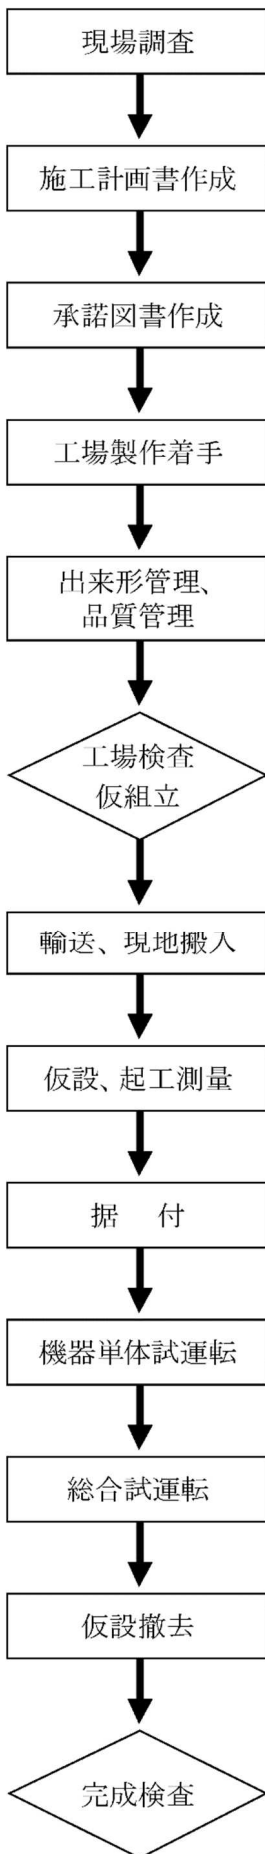 現場調査
施工計画書作成
承諾図書作成
工場製作着手
出来形管理、
品質管理
工場検査
仮組立
輸送、現地搬入
仮設、起工測量
据　付
機器単体試運転
総合試運転
仮設撤去
完成検査